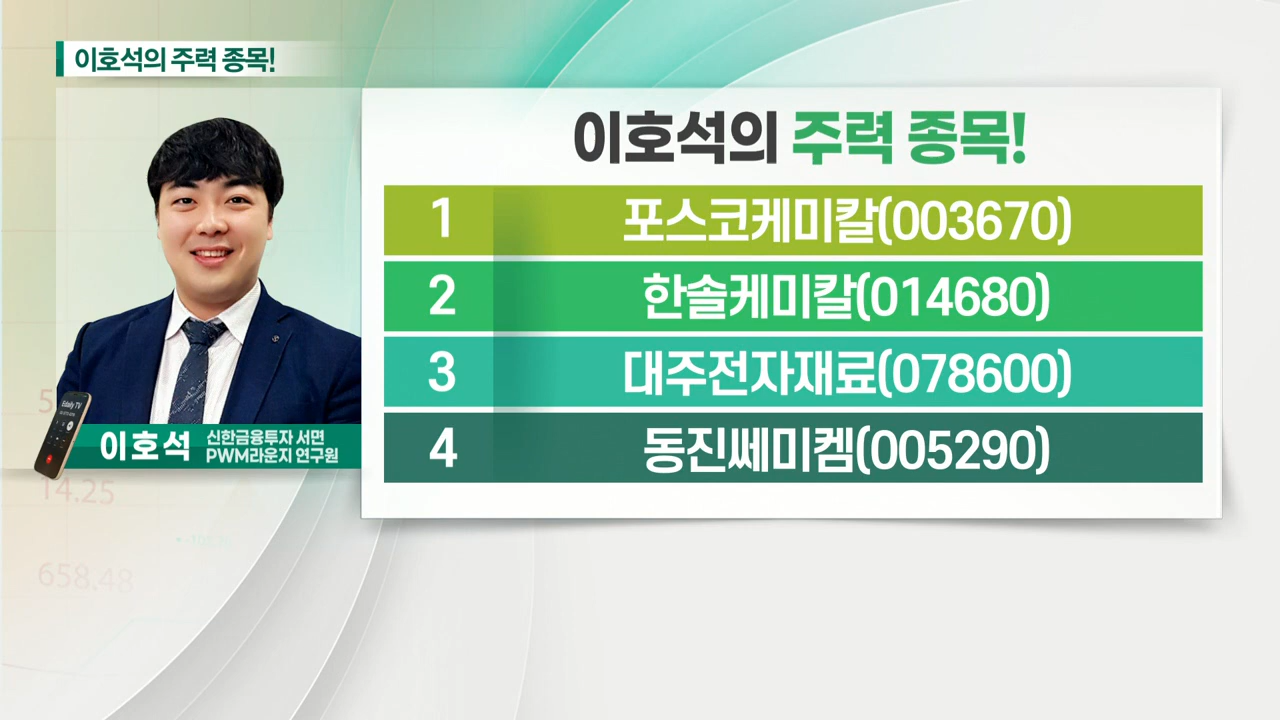 이호석의 주력 종목!
이호석의 주력 종목!
1 포스코케미칼(003670)
2 한솔케미칼(014680)
3 대주전자재료(078600)
4 동진쎄미켐(005290)
Edaily TV
이호석 신한금융투자 서면
PWM라운지 연구원
14.25
658.48